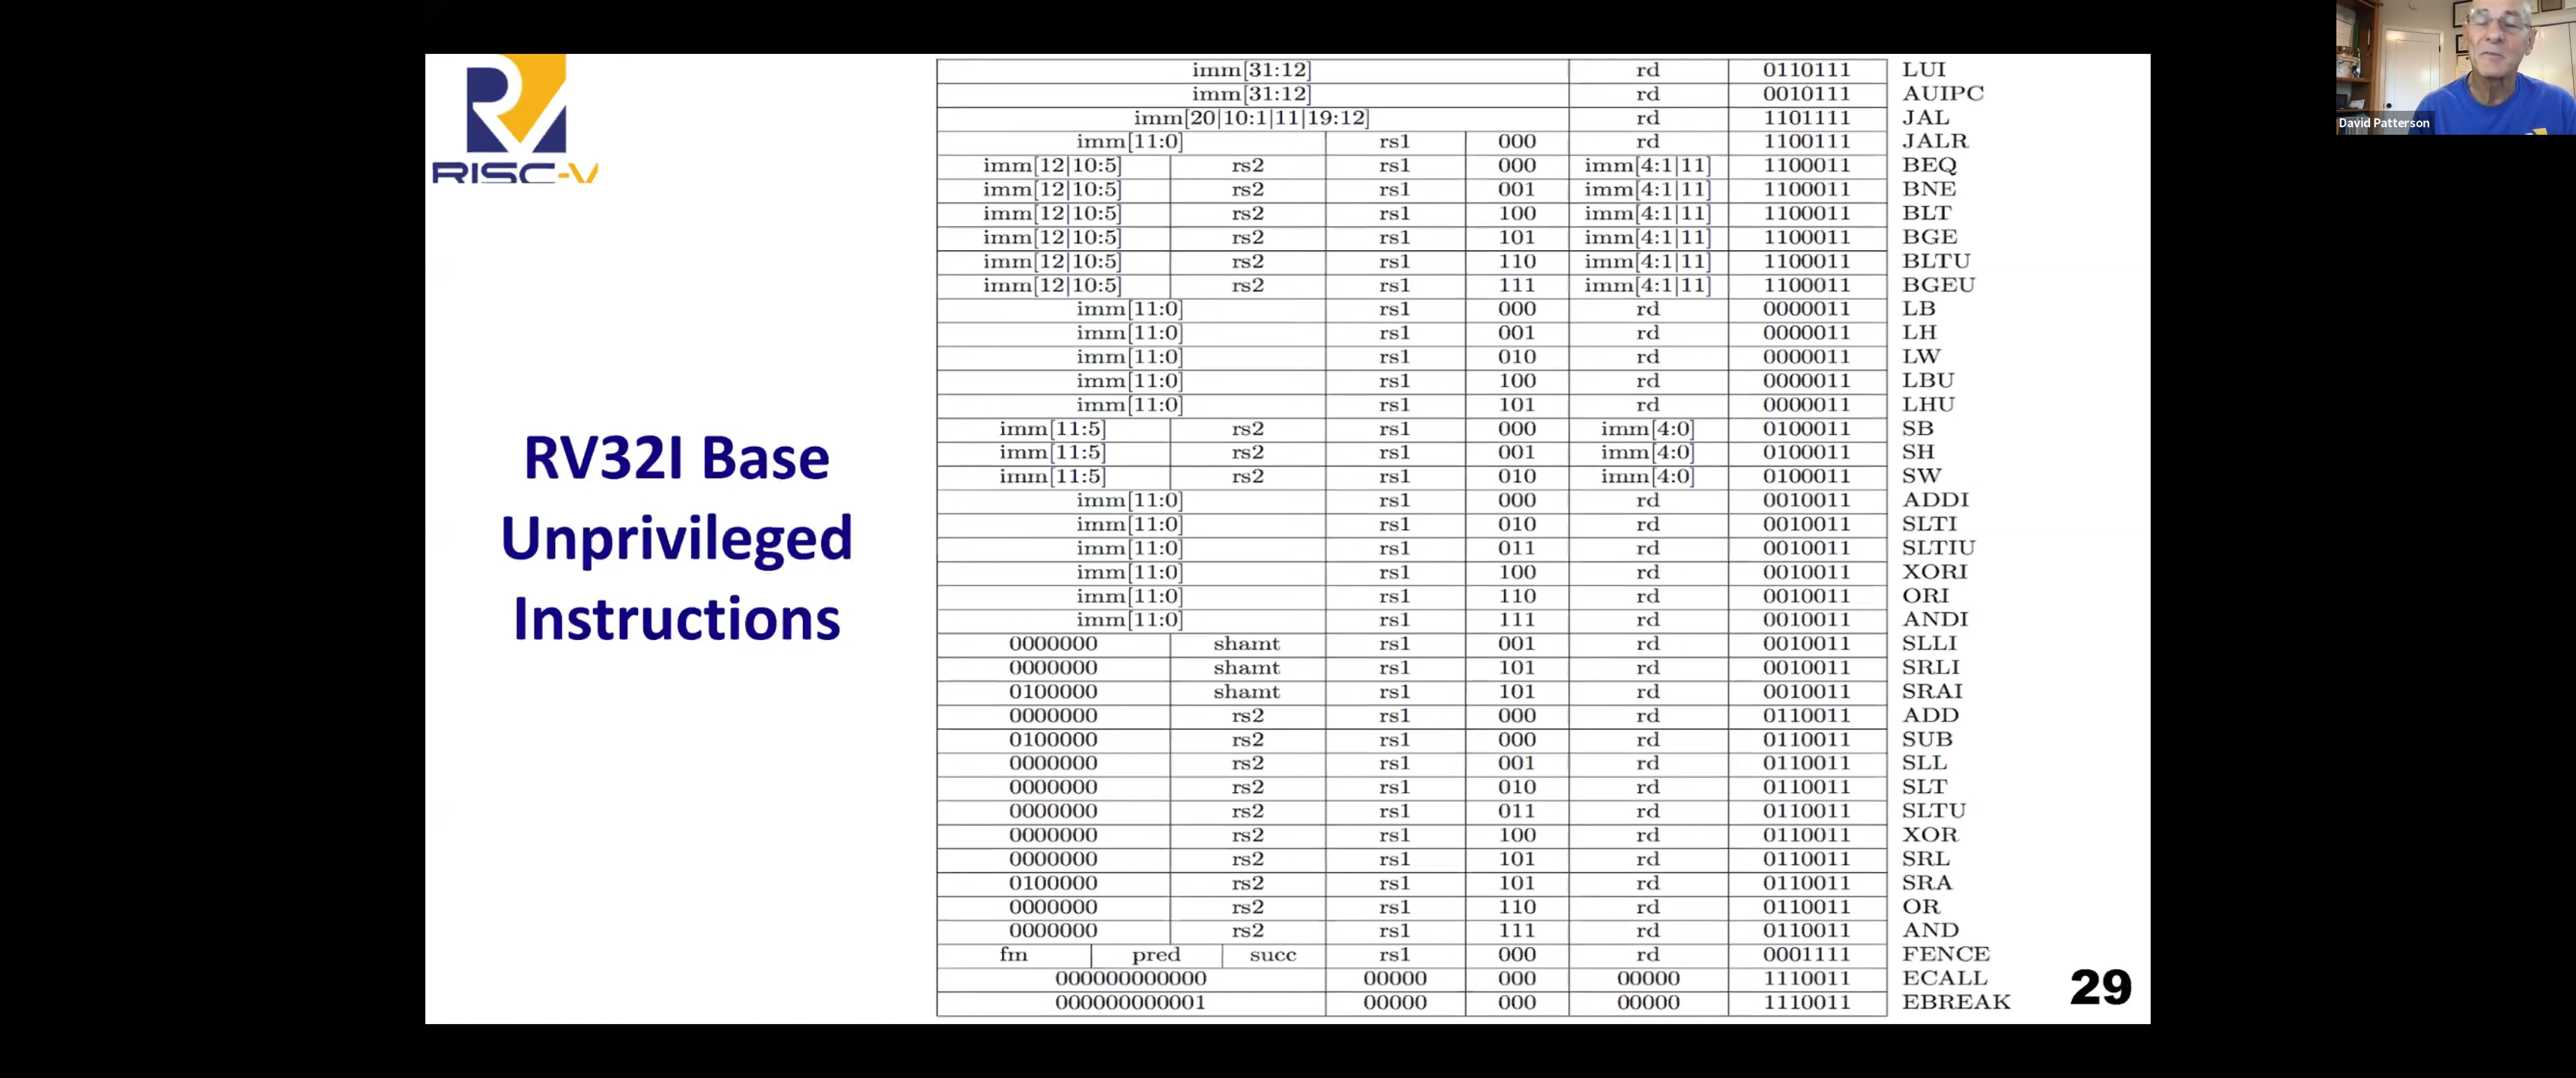 RISC-V
David Patterson
RV32I Base
Unprivileged
Instructions
imm[31:12] rd 0110111 LUI
imm[31:12] rd 0010111 AUIPC
imm[20|10:1|11|19:12] rd 1101111 JAL
imm[11:0] rs1 000 rd 1100111 JALR
imm[12|10:5] rs2 rs1 000 imm[4:1|11] 1100011 BEQ
imm[12|10:5] rs2 rs1 001 imm[4:1|11] 1100011 BNE
imm[12|10:5] rs2 rs1 100 imm[4:1|11] 1100011 BLT
imm[12|10:5] rs2 rs1 101 imm[4:1|11] 1100011 BGE
imm[12|10:5] rs2 rs1 110 imm[4:1|11] 1100011 BLTU
imm[12|10:5] rs2 rs1 111 imm[4:1|11] 1100011 BGEU
imm[11:0] rs1 000 rd 0000011 LB
imm[11:0] rs1 001 rd 0000011 LH
imm[11:0] rs1 010 rd 0000011 LW
imm[11:0] rs1 100 rd 0000011 LBU
imm[11:0] rs1 101 rd 0000011 LHU
imm[11:5] rs2 rs1 000 imm[4:0] 0100011 SB
imm[11:5] rs2 rs1 001 imm[4:0] 0100011 SH
imm[11:5] rs2 rs1 010 imm[4:0] 0100011 SW
imm[11:0] rs1 000 rd 0010011 ADDI
imm[11:0] rs1 010 rd 0010011 SLTI
imm[11:0] rs1 011 rd 0010011 SLTIU
imm[11:0] rs1 100 rd 0010011 XORI
imm[11:0] rs1 110 rd 0010011 ORI
imm[11:0] rs1 111 rd 0010011 ANDI
0000000 shamt rs1 001 rd 0010011 SLLI
0000000 shamt rs1 101 rd 0010011 SRLI
0100000 shamt rs1 101 rd 0010011 SRAI
0000000 rs2 rs1 000 rd 0110011 ADD
0100000 rs2 rs1 000 rd 0110011 SUB
0000000 rs2 rs1 001 rd 0110011 SLL
0000000 rs2 rs1 010 rd 0110011 SLT
0000000 rs2 rs1 011 rd 0110011 SLTU
0000000 rs2 rs1 100 rd 0110011 XOR
0000000 rs2 rs1 101 rd 0110011 SRL
0100000 rs2 rs1 101 rd 0110011 SRA
0000000 rs2 rs1 110 rd 0110011 OR
0000000 rs2 rs1 111 rd 0110011 AND
fm pred succ rs1 000 rd 0001111 FENCE
000000000000 00000 000 00000 1110011 ECALL
000000000001 00000 000 00000 1110011 EBREAK
29